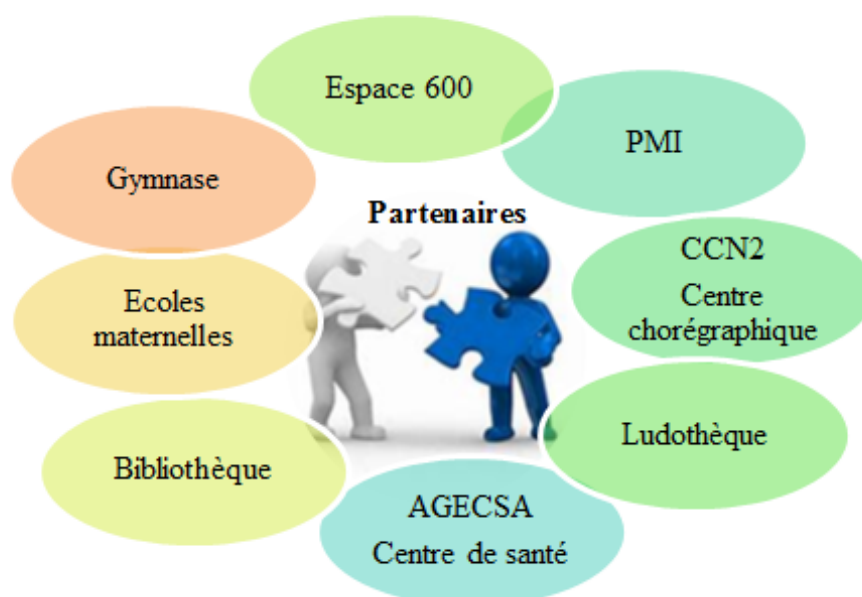 Espace 600
PMI
Gymnase
Partenaires
CCN2
Centre
chorégraphique
Ecoles
maternelles
Ludothèque
Bibliothèque
AGECSA
Centre de santé